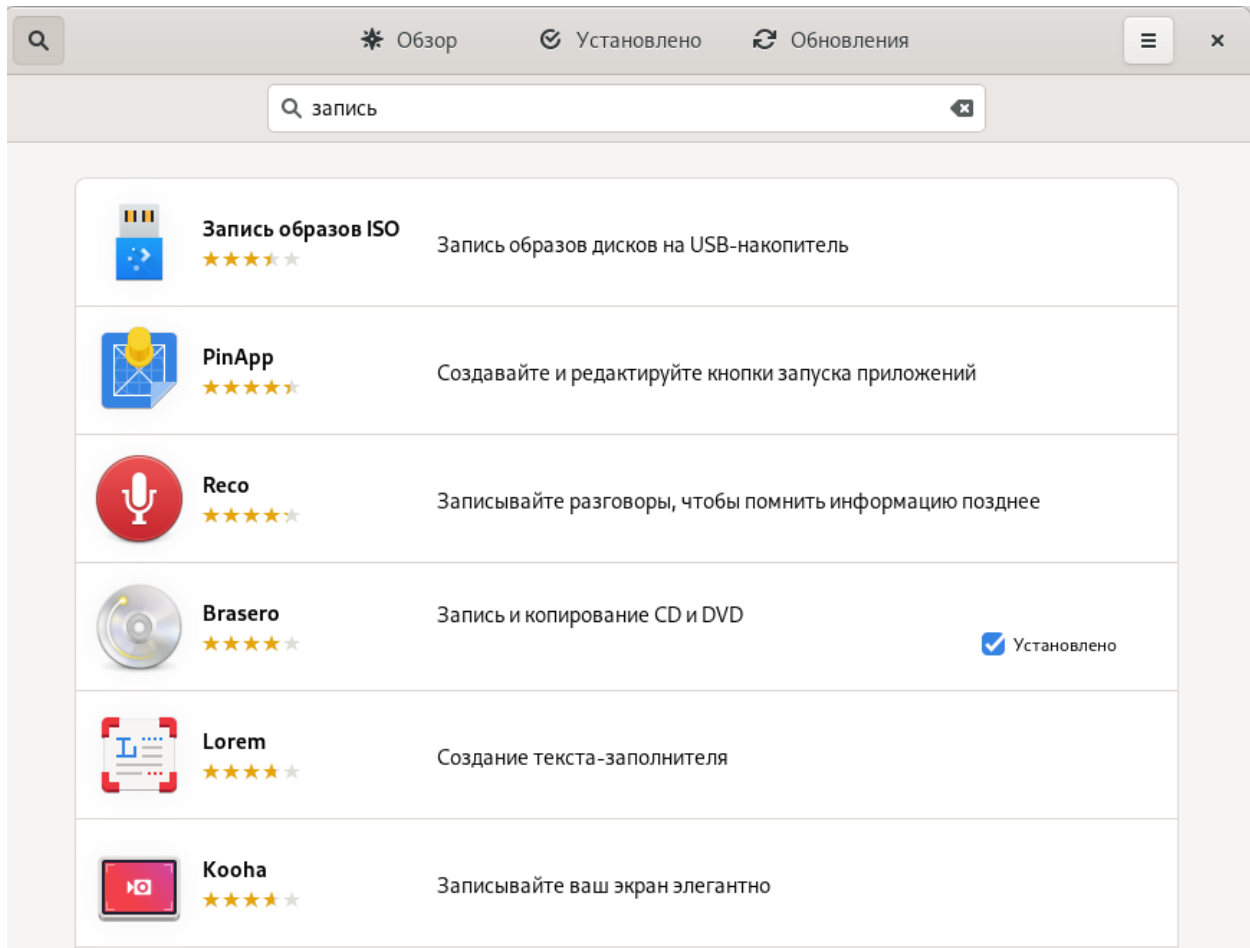 Обзор
Установлено
Обновления
запись
Запись образов ISO
Запись образов дисков на USB-накопитель
PinApp
Создавайте и редактируйте кнопки запуска приложений
Reco
Записывайте разговоры, чтобы помнить информацию позднее
Brasero
Запись и копирование CD и DVD
Установлено
Lorem
Создание текста-заполнителя
Kooha
Записывайте ваш экран элегантно